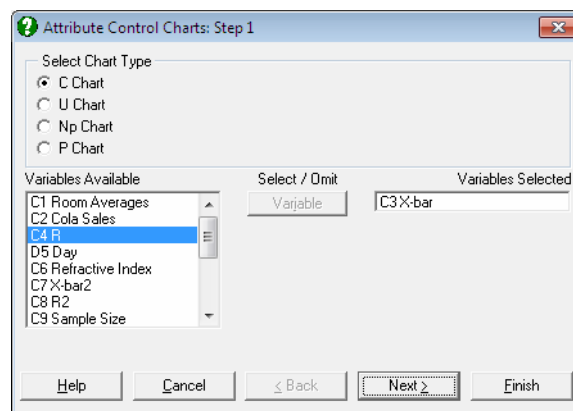 Attribute Control Charts: Step 1
Select Chart Type
C Chart
U Chart
Np Chart
P Chart
Variables Available
Select / Omit
Variables Selected
C1 Room Averages
C2 Cola Sales
C4 R
D5 Day
C6 Refractive Index
C7 X-bar2
C8 R2
C9 Sample Size
Variable
C3 X-bar
Help
Cancel
< Back
Next >
Finish